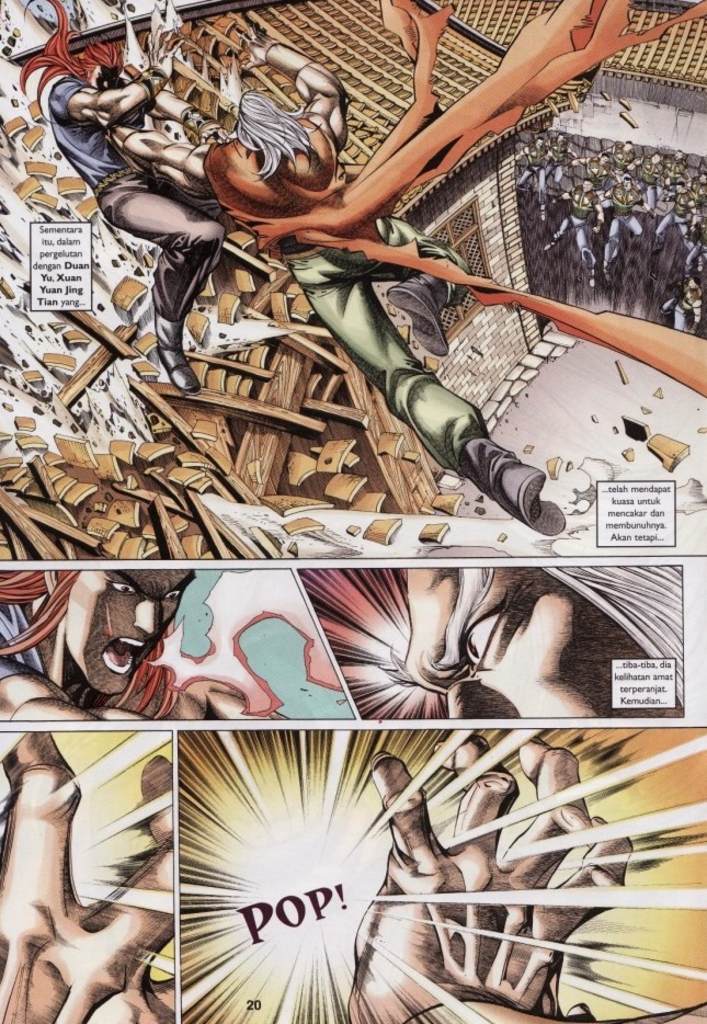 Sementara
itu, dalam
pergelutan
dengan Duan
Yu, Xuan
Yuan Jing
Tian yang...
...telah mendapat
kuasa untuk
mencakar dan
membunuhnya.
Akan tetapi...
...tiba-tiba, dia
kelihatan amat
terperanjat.
Kemudian...
POP!
20